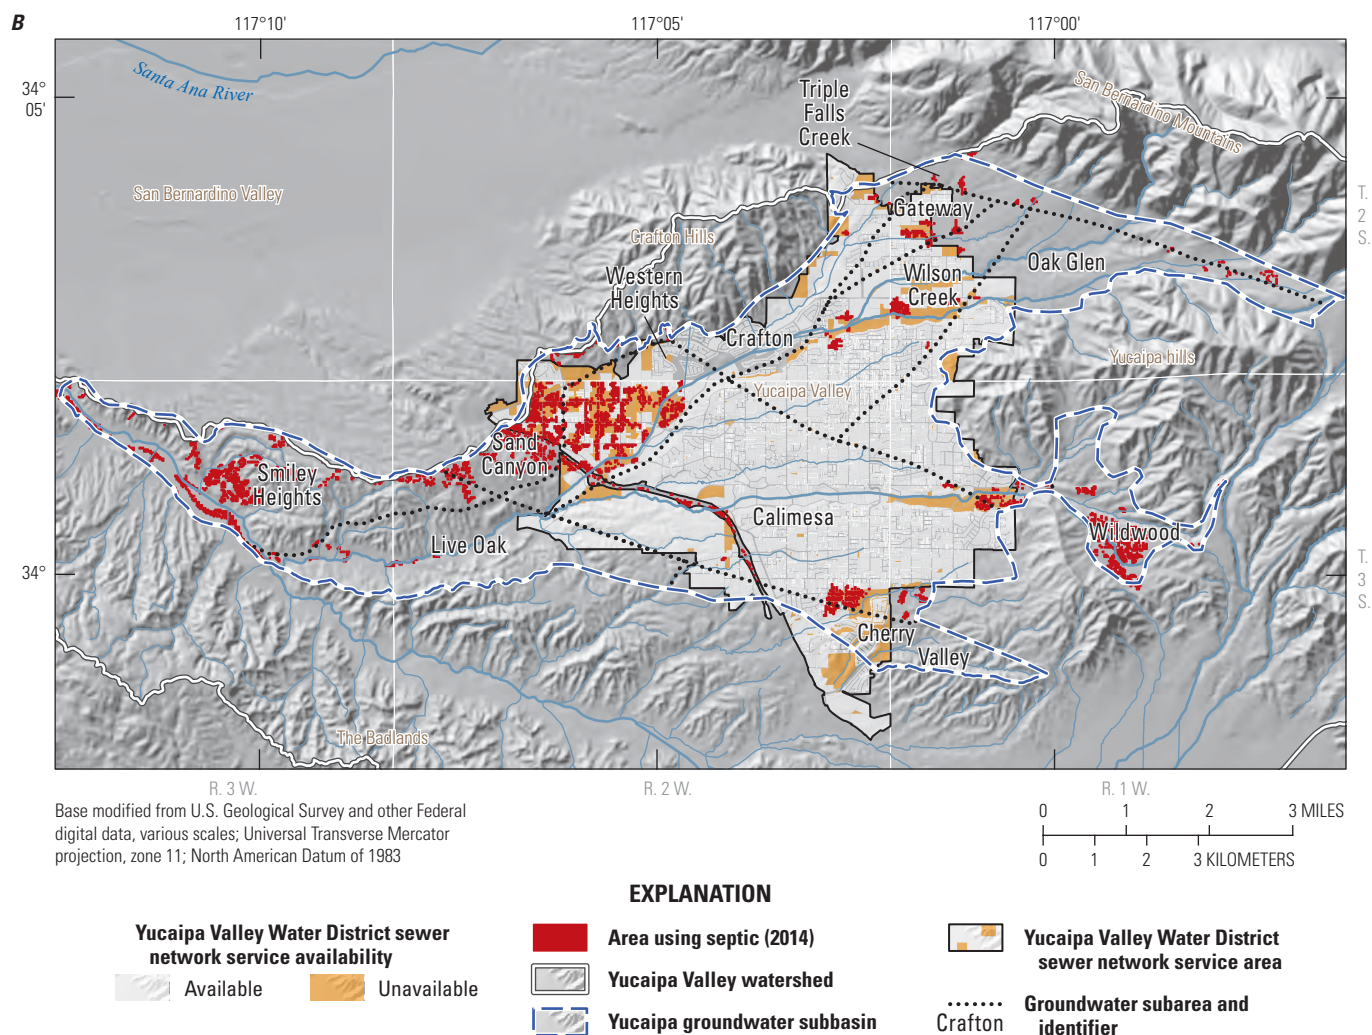 B
117°10'
117°05'
117°00'
34°
05'
Santa Ana River
San Bernardino Mountains
Triple
Falls
Creek
San Bernardino Valley
T.
2
S.
Gateway
Crafton Hills
Oak Glen
Western
Heights
Wilson
Creek
Crafton
Yucaipa hills
Yucaipa Valley
Sand
Canyon
Smiley
Heights
Calimesa
Wildwood
Live Oak
34°
T.
3
S.
Cherry
Valley
The Badlands
R. 3 W.
R. 2 W.
R. 1 W.
Base modified from U.S. Geological Survey and other Federal
digital data, various scales; Universal Transverse Mercator
projection, zone 11; North American Datum of 1983
0 1 2 3 MILES
0 1 2 3 KILOMETERS
EXPLANATION
Yucaipa Valley Water District sewer
network service availability
Available
Unavailable
Area using septic (2014)
Yucaipa Valley watershed
Yucaipa groundwater subbasin
Yucaipa Valley Water District
sewer network service area
Crafton
Groundwater subarea and
identifier